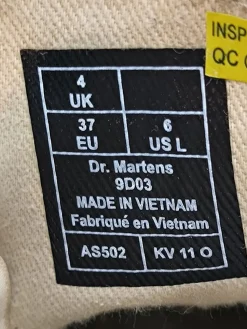 INSP
QC (
4
UK
37 6
EU US L
Dr. Martens
9D03
MADE IN VIETNAM
Fabriqué en Vietnam
AS502 KV 11 O